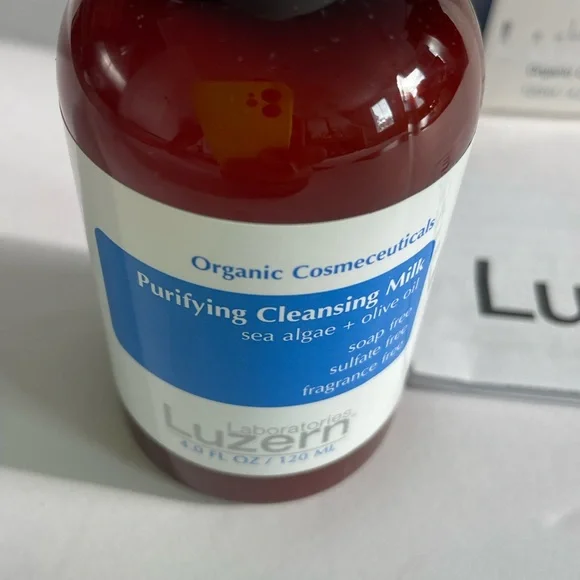 Organic Cosmeceuticals
Purifying Cleansing Milk
sea algae + olive oil
soap free
sulfate free
fragrance free
Laboratories
Luzern
4.0 FL OZ / 120 ML
Organic
Lu